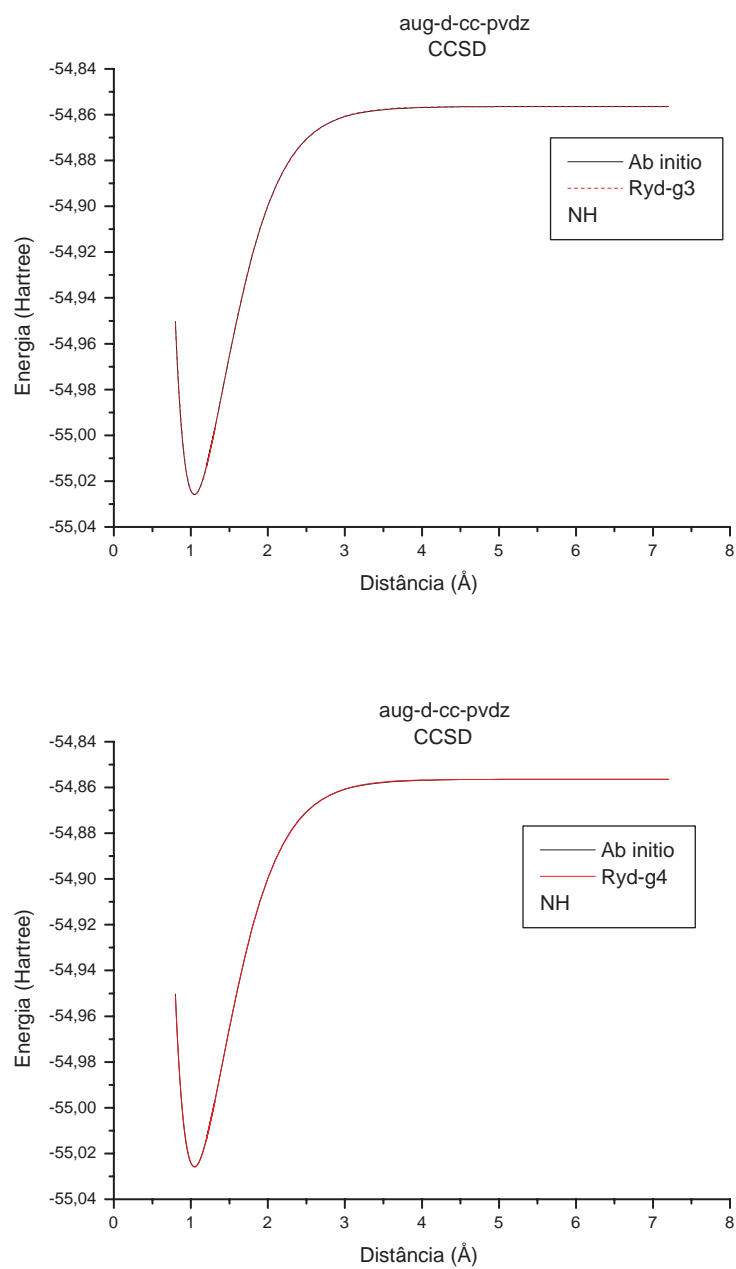 aug-d-cc-pvdz
CCSD
-54,84
-54,86
-54,88
-54,90
-54,92
-54,94
-54,96
-54,98
-55,00
-55,02
-55,04
Energia (Hartree)
Ab initio
Ryd-g3
NH
0 1 2 3 4 5 6 7 8
Distância (Å)
aug-d-cc-pvdz
CCSD
-54,84
-54,86
-54,88
-54,90
-54,92
-54,94
-54,96
-54,98
-55,00
-55,02
-55,04
Energia (Hartree)
Ab initio
Ryd-g4
NH
0 1 2 3 4 5 6 7 8
Distância (Å)